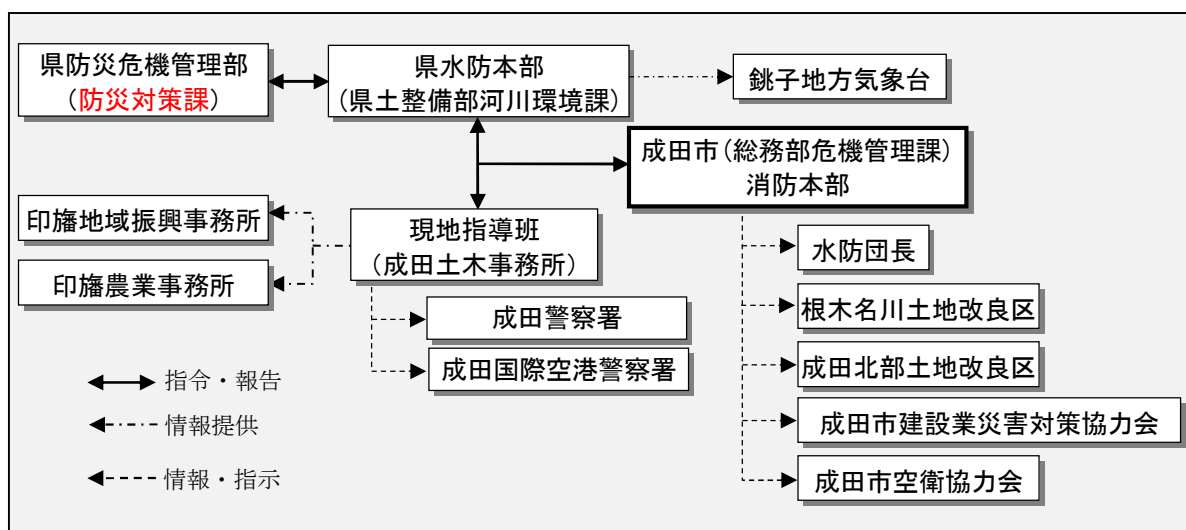 県防災危機管理部
（防災対策課）
県水防本部
（県土整備部河川環境課）
銚子地方気象台
成田市（総務部危機管理課）
消防本部
印旛地域振興事務所
印旛農業事務所
現地指導班
（成田土木事務所）
水防団長
根木名川土地改良区
成田警察署
成田北部土地改良区
成田国際空港警察署
成田市建設業災害対策協力会
成田市空衛協力会
指令・報告
情報提供
情報・指示